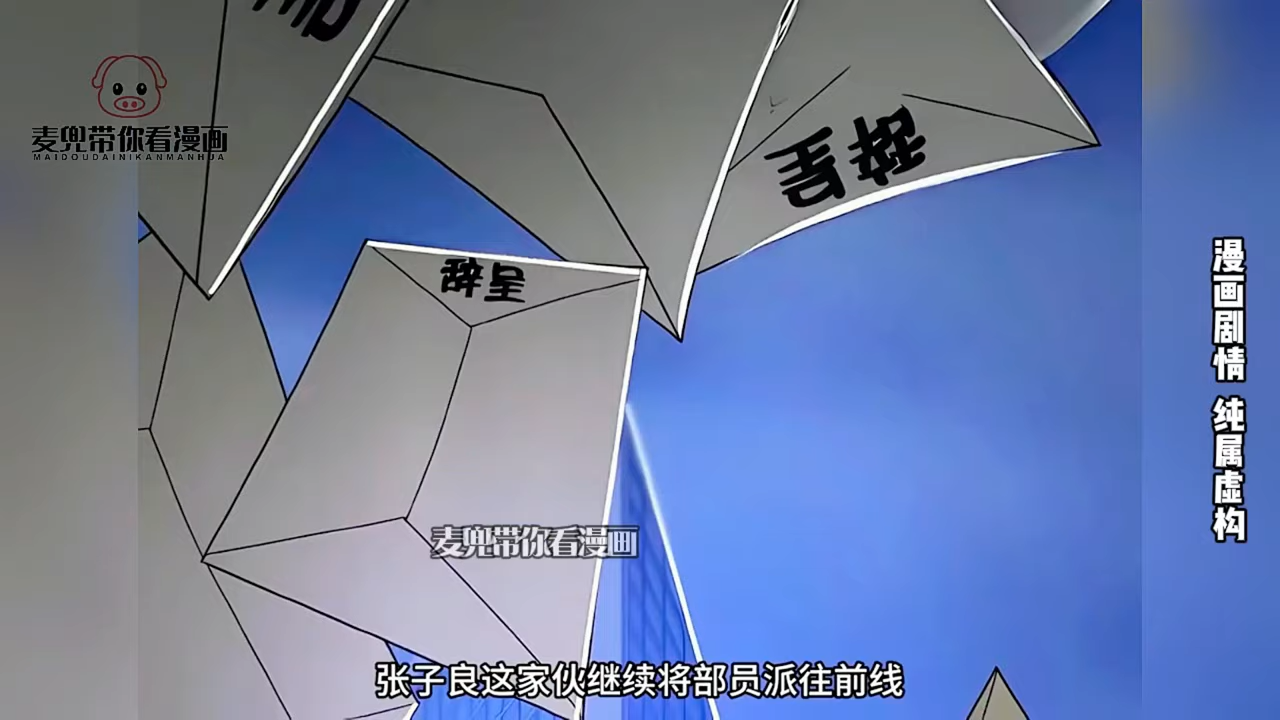 麦兜带你看漫画
MAIDOUDAINIKANMANHUA
辞呈
麦兜带你看漫画
漫画剧情 纯属虚构
张子良这家伙继续将部员派往前线